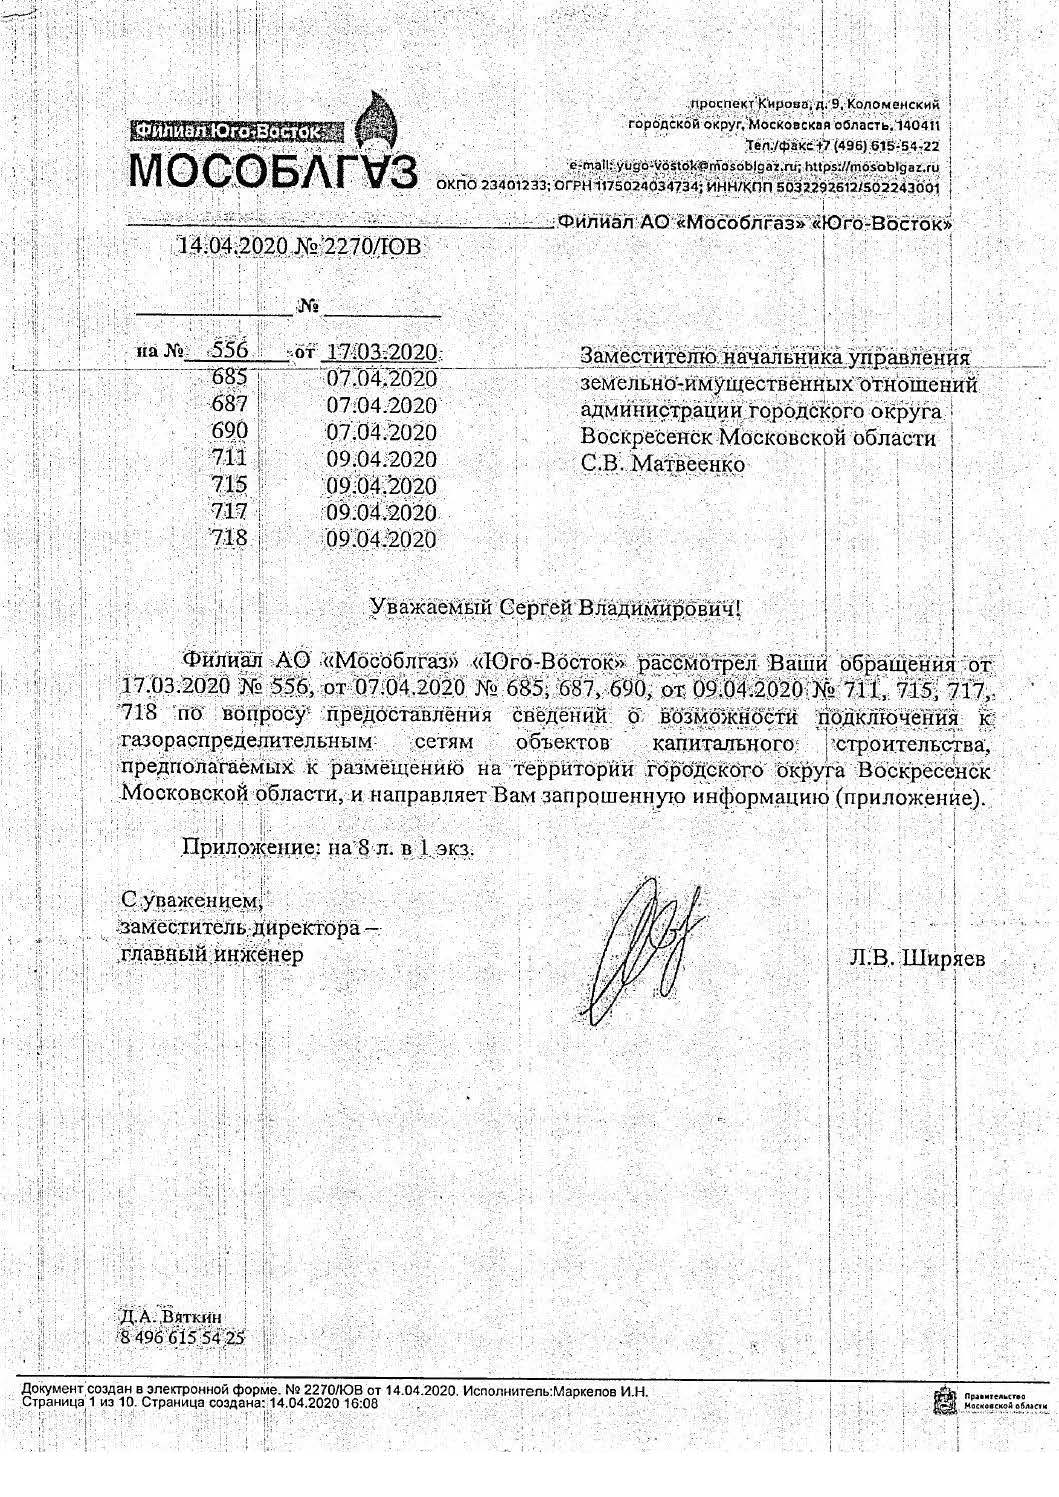 Филиал Юго-Восток
МОСОБЛГАЗ
проспект Кирова, д. 9, Коломенский
городской округ, Московская область, 140411
Тел./факс +7 (496) 615-54-22
e-mail: yugo-vostok@mosoblgaz.ru; https://mosoblgaz.ru
ОКПО 23401233; ОГРН 1175024034734; ИНН/КПП 5032292612/502243001
Филиал АО «Мособлгаз» «Юго-Восток»
14.04.2020 № 2270/ЮВ
№
на № 556 от 17.03.2020
685 07.04.2020
687 07.04.2020
690 07.04.2020
711 09.04.2020
715 09.04.2020
717 09.04.2020
718 09.04.2020
Заместителю начальника управления
земельно-имущественных отношений
администрации городского округа
Воскресенск Московской области
С.В. Матвеенко
Уважаемый Сергей Владимирович!
Филиал АО «Мособлгаз» «Юго-Восток» рассмотрел Ваши обращения от
17.03.2020 № 556, от 07.04.2020 № 685, 687, 690, от 09.04.2020 № 711, 715, 717,
718 по вопросу предоставления сведений о возможности подключения к
газораспределительным сетям объектов капитального строительства,
предполагаемых к размещению на территории городского округа Воскресенск
Московской области, и направляет Вам запрошенную информацию (приложение).
Приложение: на 8 л. в 1 экз.
С уважением,
заместитель директора –
главный инженер
Л.В. Ширяев
Д.А. Вяткин
8 496 615 54 25
Документ создан в электронной форме. № 2270/ЮВ от 14.04.2020. Исполнитель:Маркелов И.Н.
Страница 1 из 10. Страница создана: 14.04.2020 16:08
Правительство
Московской области